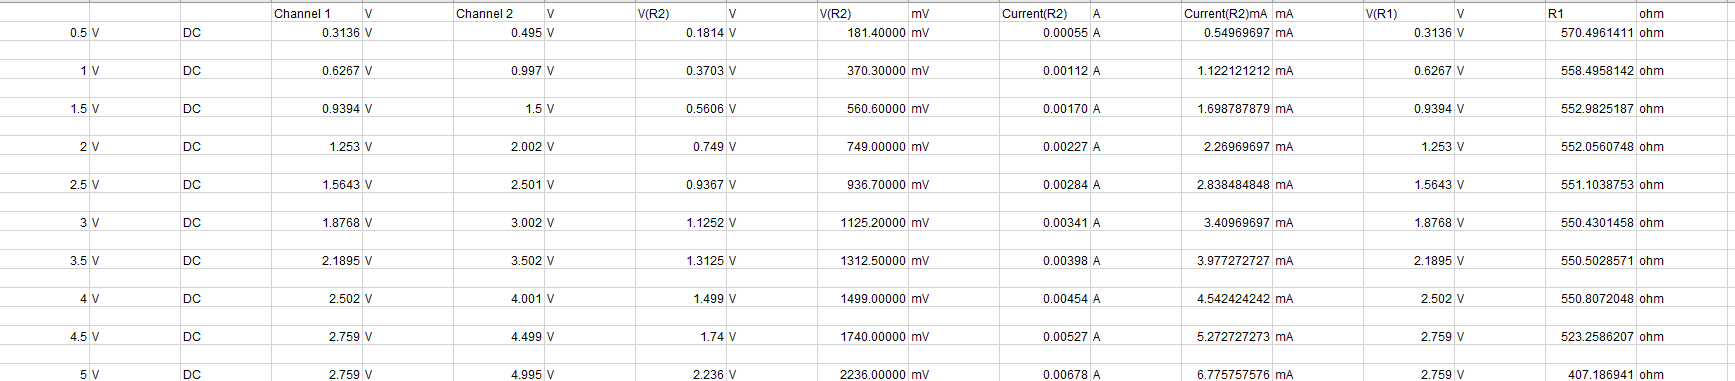 Channel 1 V Channel 2 V V(R2) V V(R2) mV Current(R2) A Current(R2)mA mA V(R1) V R1 ohm
0.5 V DC 0.3136 V 0.495 V 0.1814 V 181.40000 mV 0.00055 A 0.54969697 mA 0.3136 V 570.4961411 ohm
1 V DC 0.6267 V 0.997 V 0.3703 V 370.30000 mV 0.00112 A 1.122121212 mA 0.6267 V 558.4958142 ohm
1.5 V DC 0.9394 V 1.5 V 0.5606 V 560.60000 mV 0.00170 A 1.698787879 mA 0.9394 V 552.9825187 ohm
2 V DC 1.253 V 2.002 V 0.749 V 749.00000 mV 0.00227 A 2.26969697 mA 1.253 V 552.0560748 ohm
2.5 V DC 1.5643 V 2.501 V 0.9367 V 936.70000 mV 0.00284 A 2.838484848 mA 1.5643 V 551.1038753 ohm
3 V DC 1.8768 V 3.002 V 1.1252 V 1125.20000 mV 0.00341 A 3.40969697 mA 1.8768 V 550.4301458 ohm
3.5 V DC 2.1895 V 3.502 V 1.3125 V 1312.50000 mV 0.00398 A 3.977272727 mA 2.1895 V 550.5028571 ohm
4 V DC 2.502 V 4.001 V 1.499 V 1499.00000 mV 0.00454 A 4.542424242 mA 2.502 V 550.8072048 ohm
4.5 V DC 2.759 V 4.499 V 1.74 V 1740.00000 mV 0.00527 A 5.272727273 mA 2.759 V 523.2586207 ohm
5 V DC 2.759 V 4.995 V 2.236 V 2236.00000 mV 0.00678 A 6.775757576 mA 2.759 V 407.186941 ohm